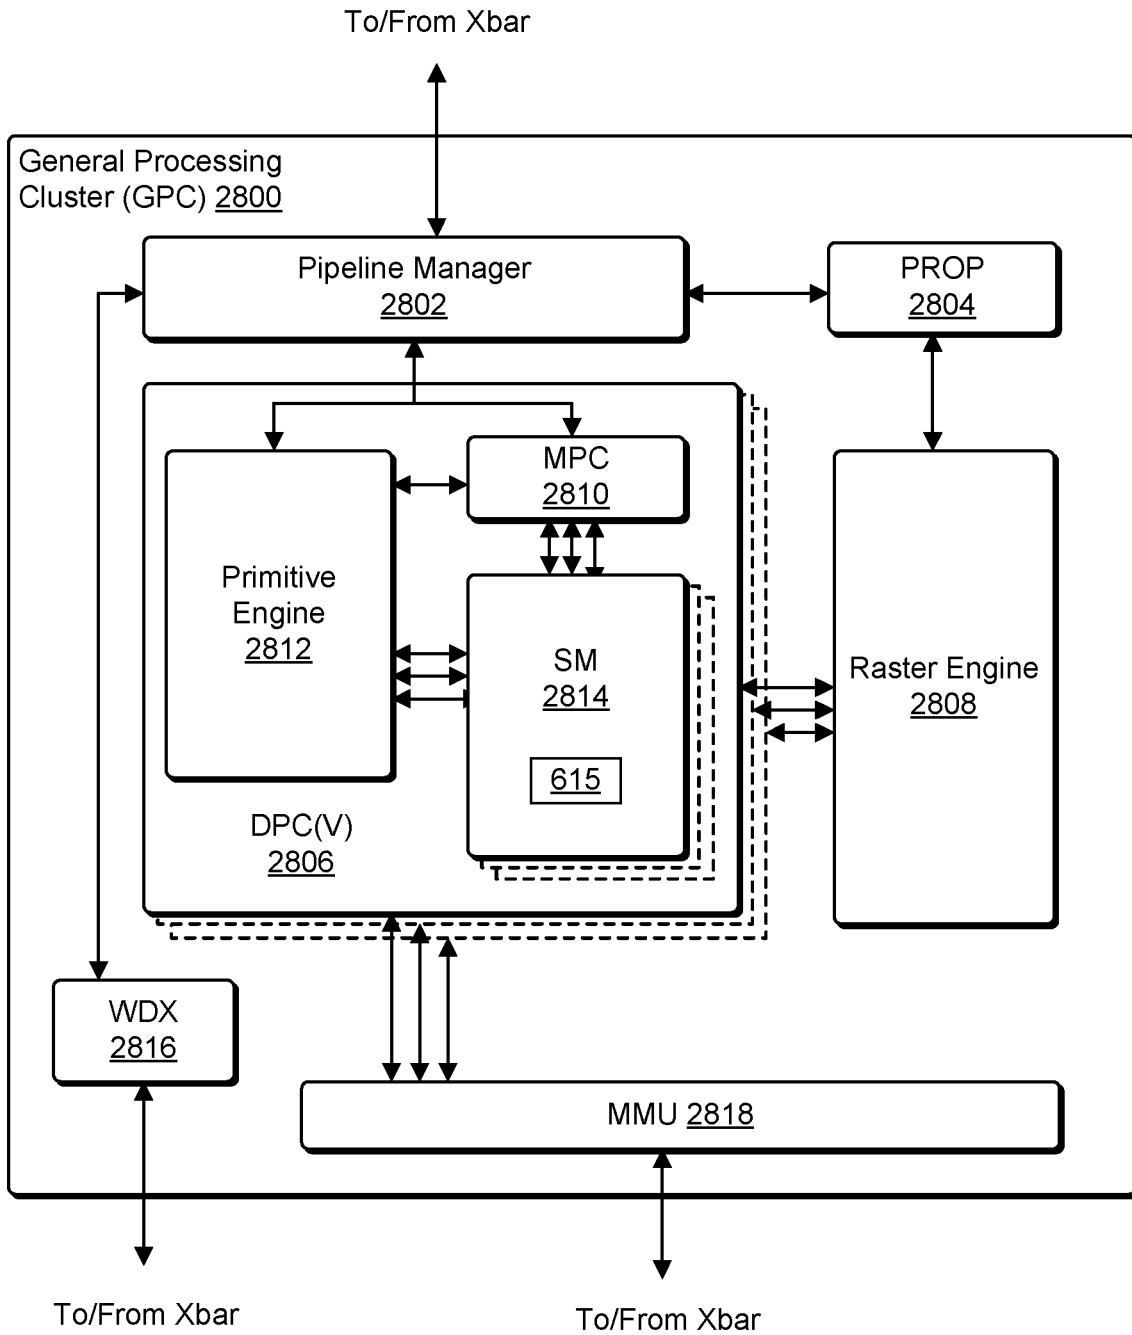 To/From Xbar
General Processing
Cluster (GPC) 2800
Pipeline Manager
2802
PROP
2804
MPC
2810
Primitive
Engine
2812
SM
2814
615
Raster Engine
2808
DPC(V)
2806
WDX
2816
MMU 2818
To/From Xbar
To/From Xbar